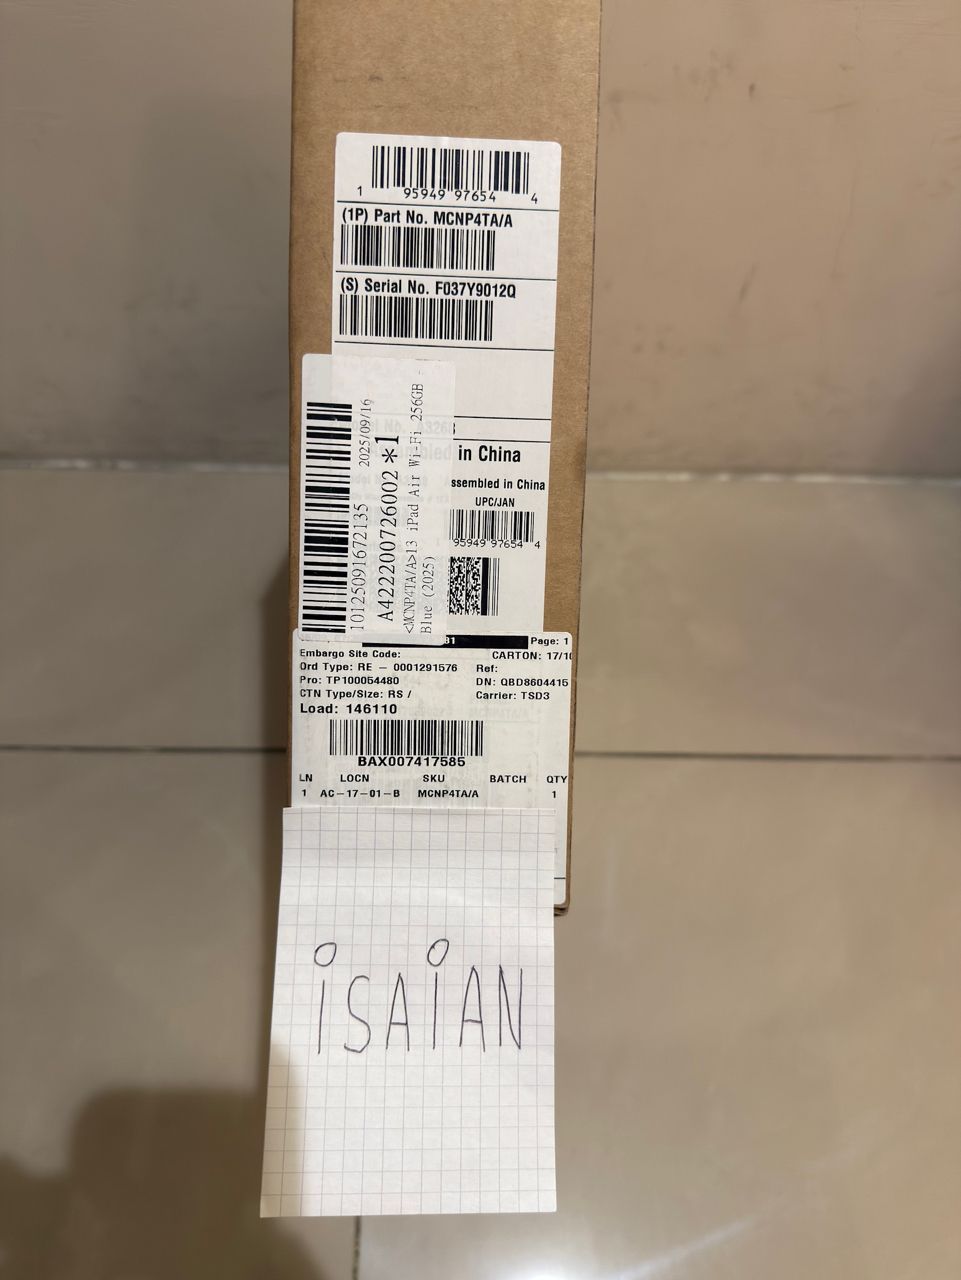 1 95949 97654 4
(1P) Part No. MCNP4TA/A
(S) Serial No. F037Y9012Q
in China
ssembled in China
UPC/JAN
95949 97654 4
10125091672135 2025/09/16
A422200726002 *1
<MCNP4TA/A>13 iPad Air Wi-Fi 256GB -
Blue (2025)
Page: 1
Embargo Site Code:
CARTON: 17/10
Ord Type: RE - 0001291576 Ref:
Pro: TP100054480 DN: QBD8604415
CTN Type/Size: RS / Carrier: TSD3
Load: 146110
BAX007417585
LN LOCN SKU BATCH QTY
1 AC-17-01-B MCNP4TA/A 1
iSAiAN